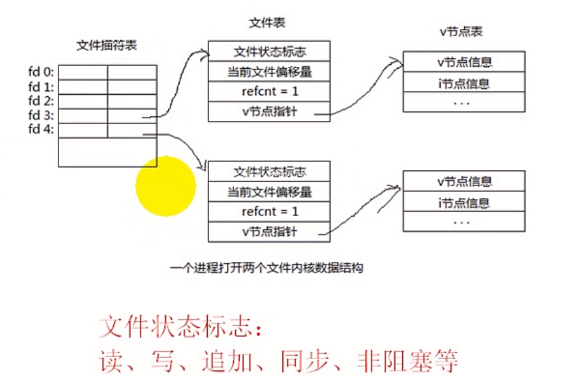 文件表
v节点表
文件描符表
文件状态标志
当前文件偏移量
refcnt = 1
v节点指针
v节点信息
i节点信息
...
fd 0:
fd 1:
fd 2:
fd 3:
fd 4:
文件状态标志
当前文件偏移量
refcnt = 1
v节点指针
v节点信息
i节点信息
...
一个进程打开两个文件内核数据结构
文件状态标志：
读、写、追加、同步、非阻塞等